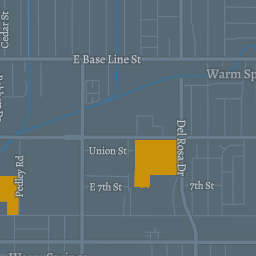 Cedar St
E Base Line St
Warm Sp
Union St
Del Rosa Dr
Pedley Rd
E 7th St
7th St